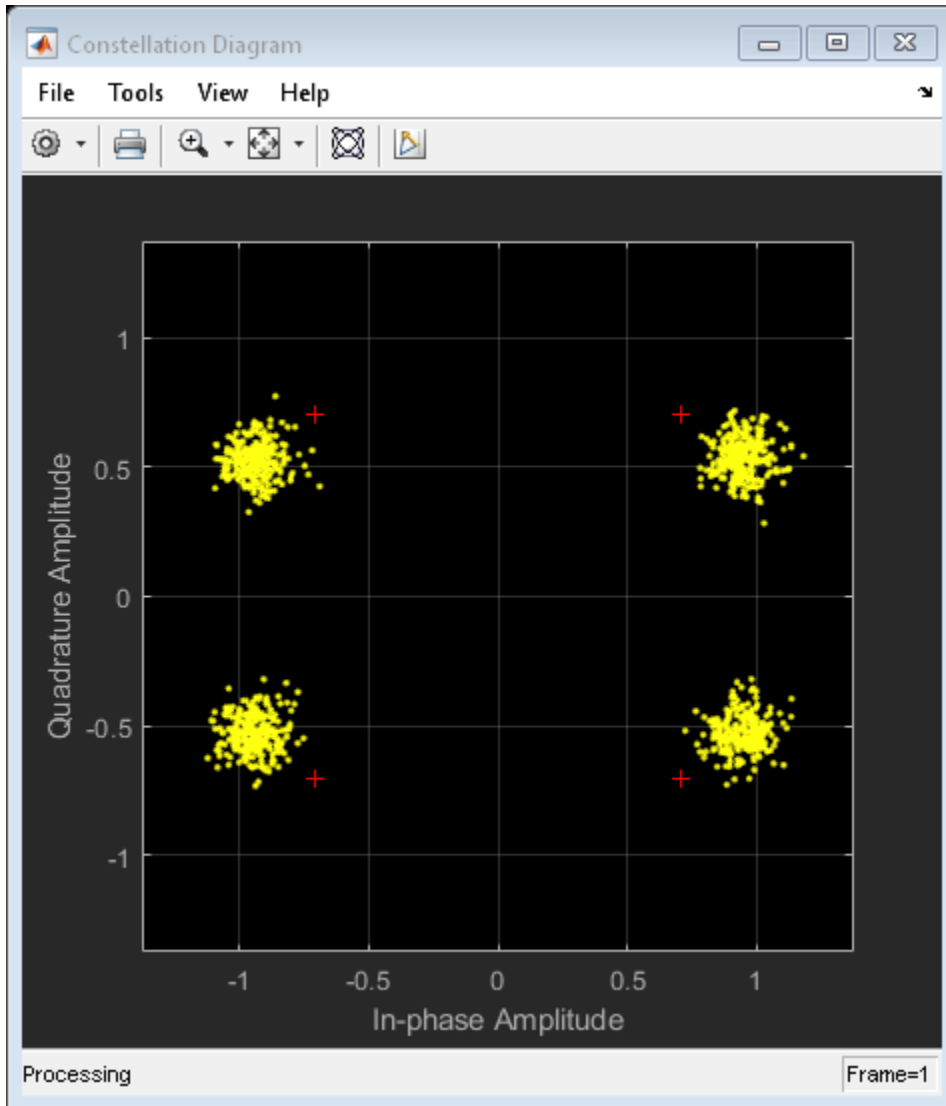 Constellation Diagram
File Tools View Help
1
0.5
0
-0.5
-1
Quadrature Amplitude
-1 -0.5 0 0.5 1
In-phase Amplitude
Processing Frame=1